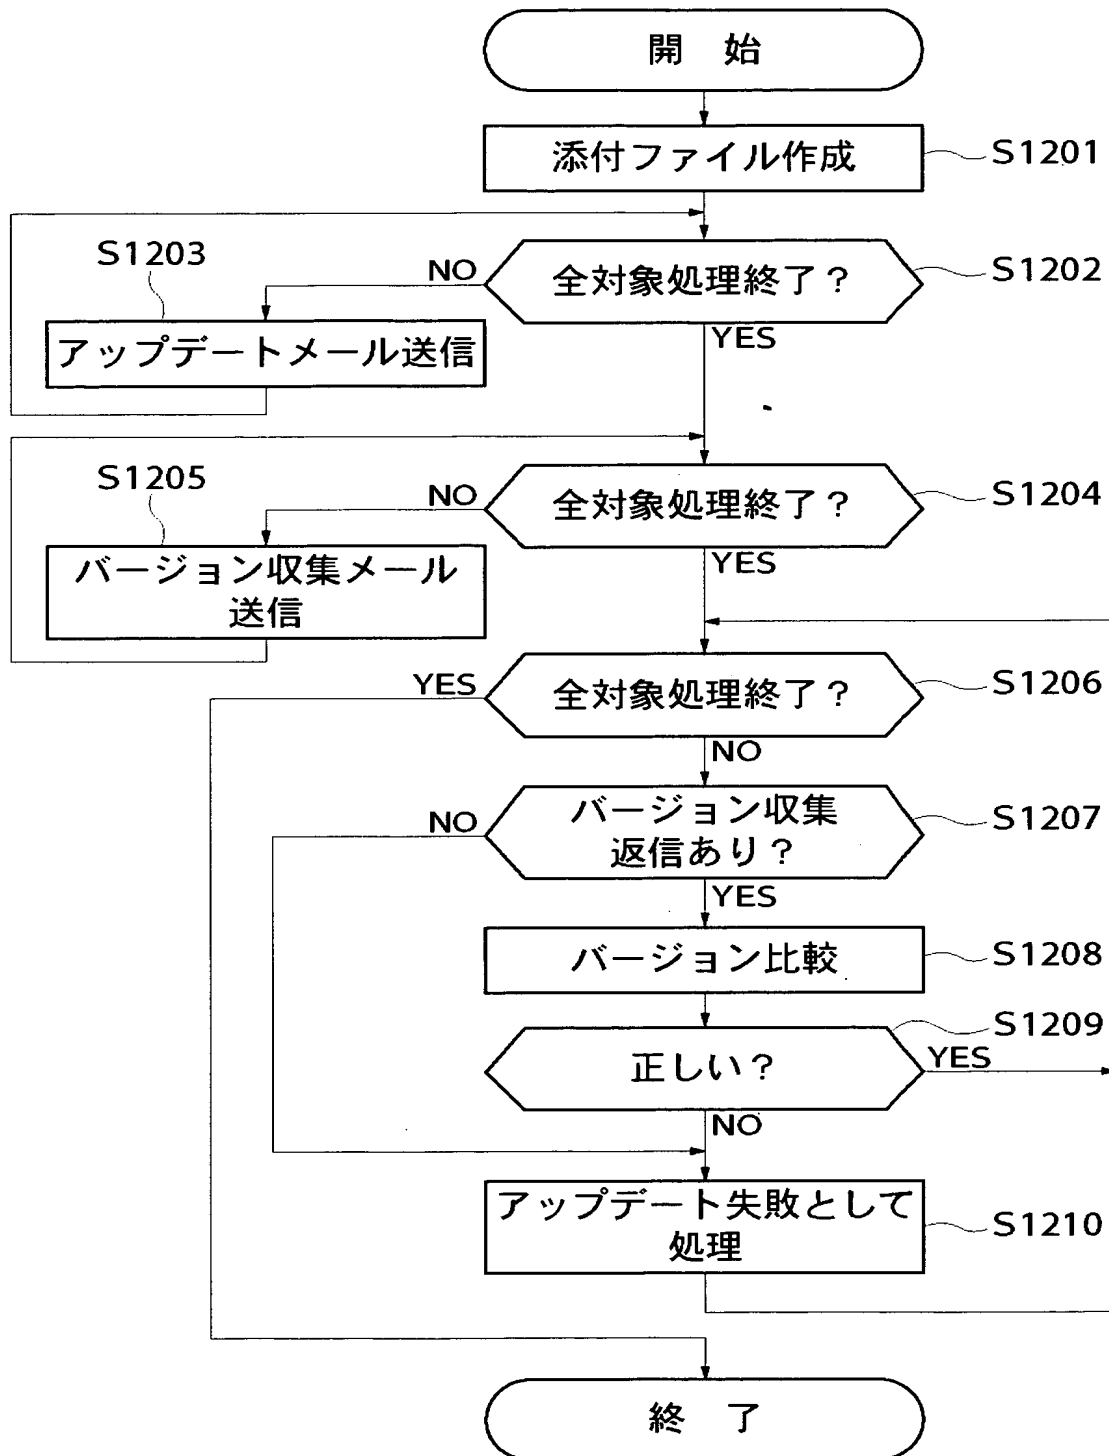 開 始
添付ファイル作成
S1201
S1203
NO
全対象処理終了？
S1202
アップデートメール送信
YES
S1205
NO
全対象処理終了？
S1204
バージョン収集メール
送信
YES
YES
全対象処理終了？
S1206
NO
NO
バージョン収集
返信あり？
S1207
YES
バージョン比較
S1208
S1209
正しい？
YES
NO
アップデート失敗として
処理
S1210
終 了